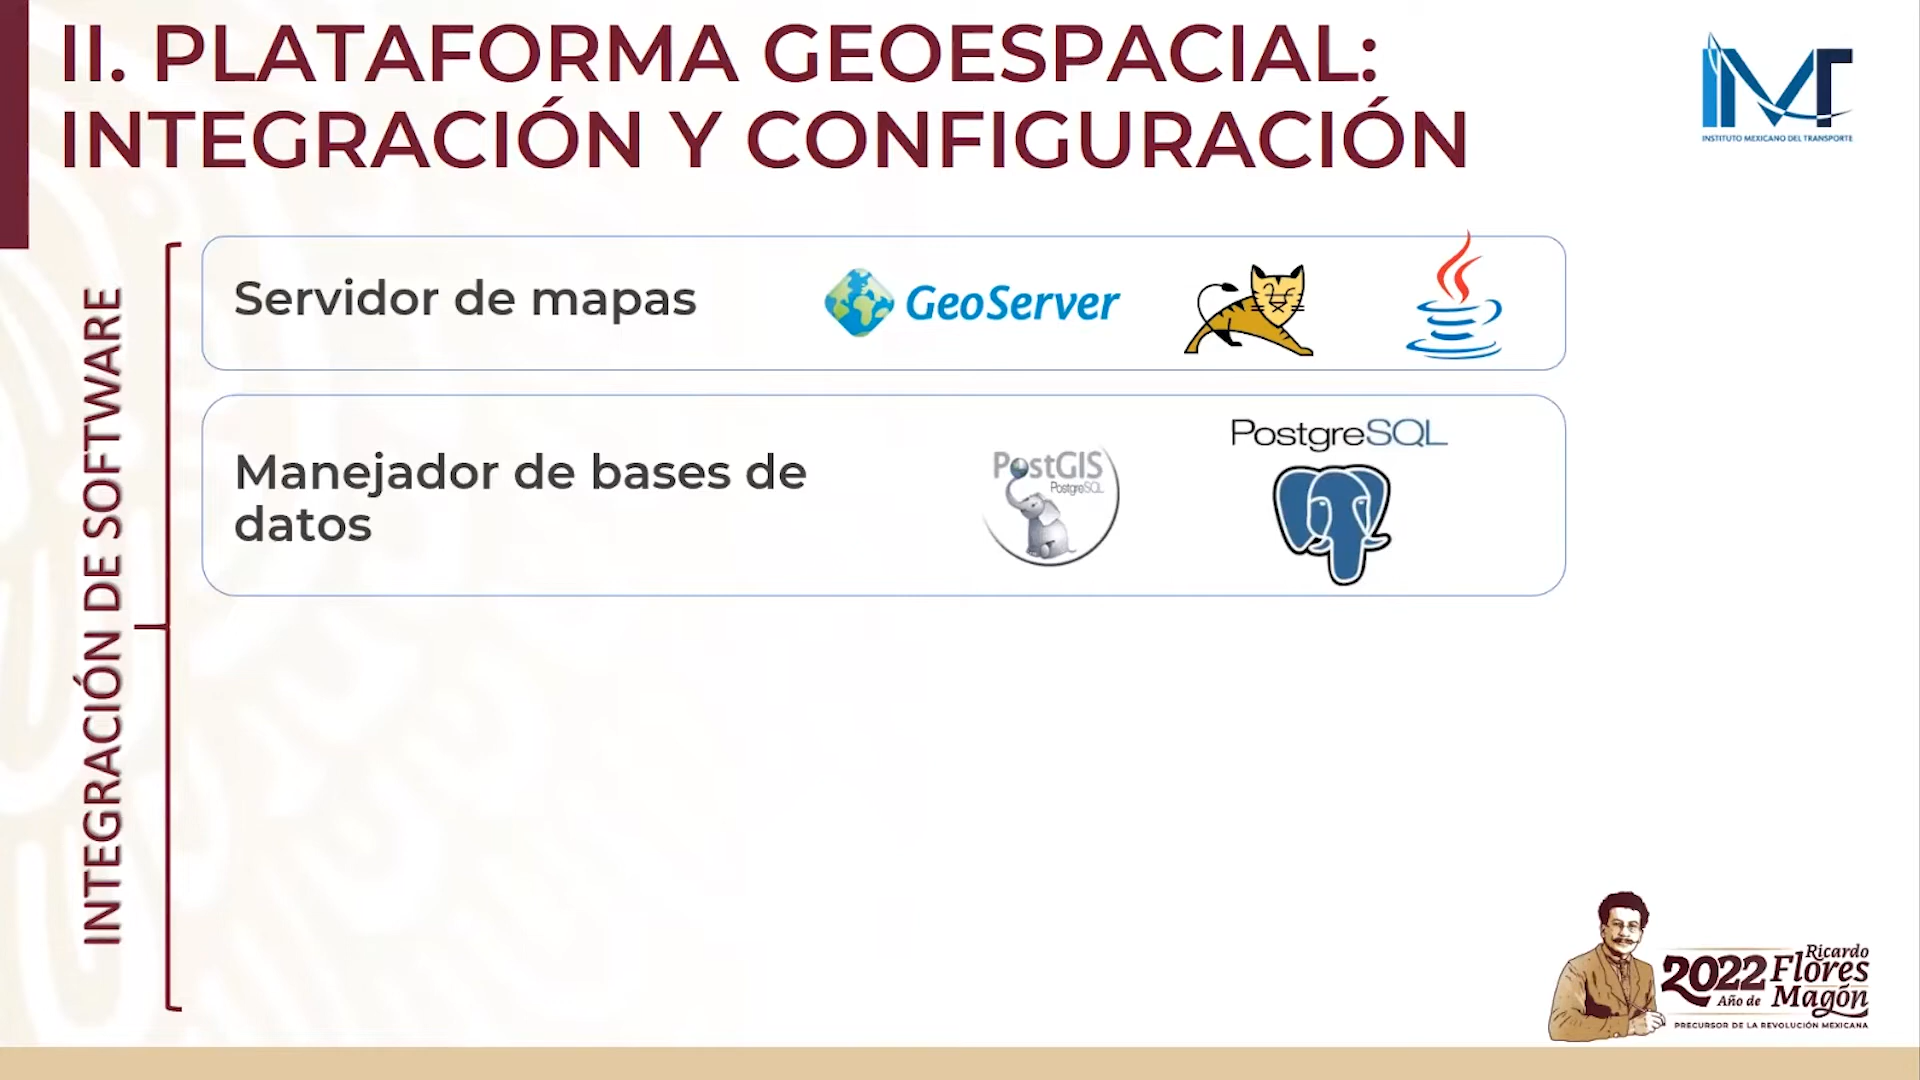 II. PLATAFORMA GEOESPACIAL:
INTEGRACIÓN Y CONFIGURACIÓN
INSTITUTO MEXICANO DEL TRANSPORTE
INTEGRACIÓN DE SOFTWARE
Servidor de mapas
GeoServer
Manejador de bases de
datos
PostGIS
PostgreSQL
PostgreSQL
2022
Año de
Ricardo
Flores
Magón
PRECURSOR DE LA REVOLUCIÓN MEXICANA